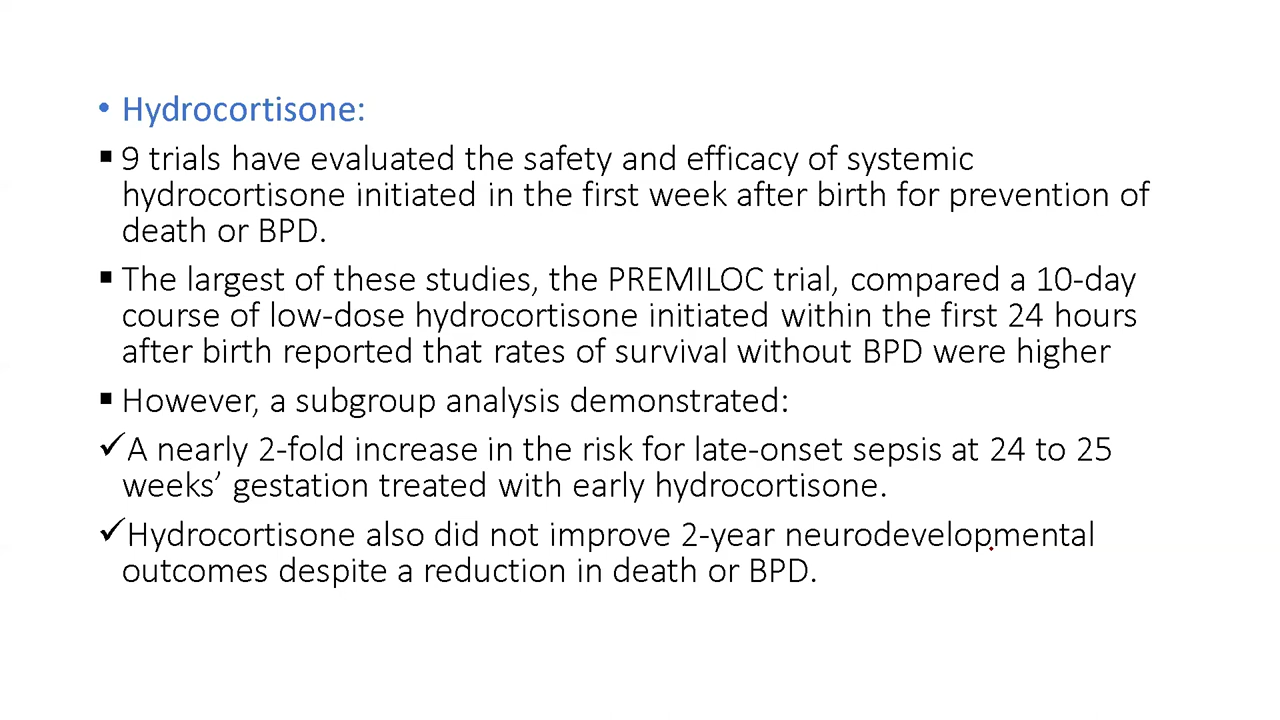 • Hydrocortisone:
▪ 9 trials have evaluated the safety and efficacy of systemic
hydrocortisone initiated in the first week after birth for prevention of
death or BPD.
▪ The largest of these studies, the PREMILOC trial, compared a 10-day
course of low-dose hydrocortisone initiated within the first 24 hours
after birth reported that rates of survival without BPD were higher
▪ However, a subgroup analysis demonstrated:
✓A nearly 2-fold increase in the risk for late-onset sepsis at 24 to 25
weeks’ gestation treated with early hydrocortisone.
✓Hydrocortisone also did not improve 2-year neurodevelopmental
outcomes despite a reduction in death or BPD.